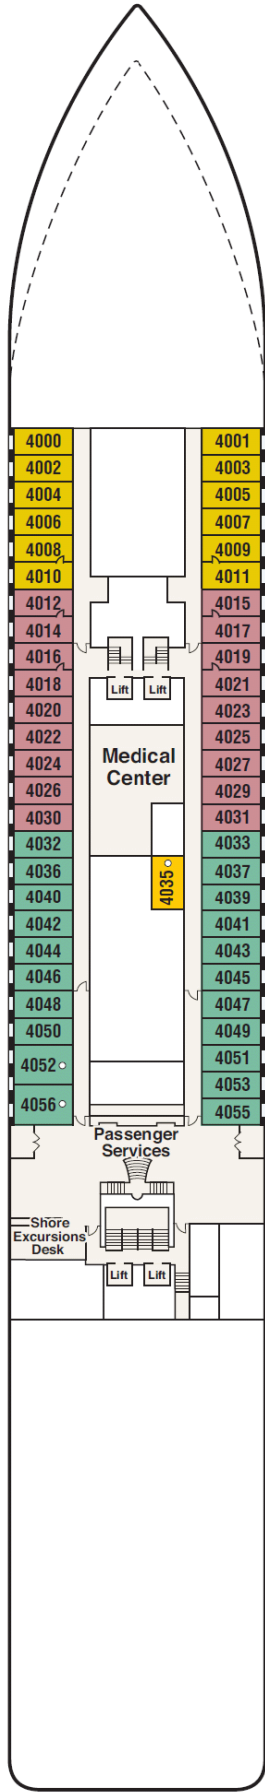 4000 4001
4002 4003
4004 4005
4006 4007
4008 4009
4010 4011
4012 4015
4014 4017
4016 4019
4018 Lift Lift 4021
4020 4023
4022 4025
4024 Medical 4027
4026 Center 4029
4030 4031
4032 4033
4036 4035 4037
4040 4039
4042 4041
4044 4043
4046 4045
4048 4047
4050 4049
4052 4051
4053
4056 4055
Passenger
Services
Shore
Excursions
Desk
Lift Lift